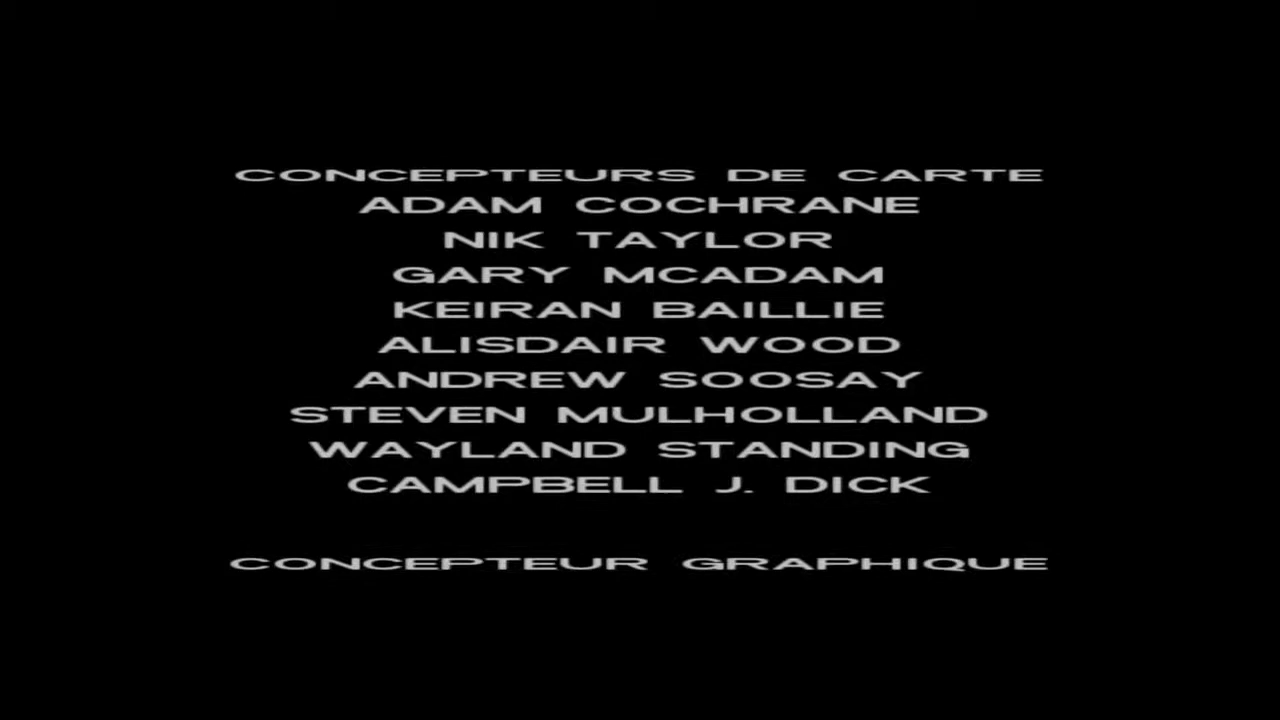 CONCEPTEURS DE CARTE
ADAM COCHRANE
NIK TAYLOR
GARY MCADAM
KEIRAN BAILLIE
ALISDAIR WOOD
ANDREW SOOSAY
STEVEN MULHOLLAND
WAYLAND STANDING
CAMPBELL J. DICK
CONCEPTEUR GRAPHIQUE